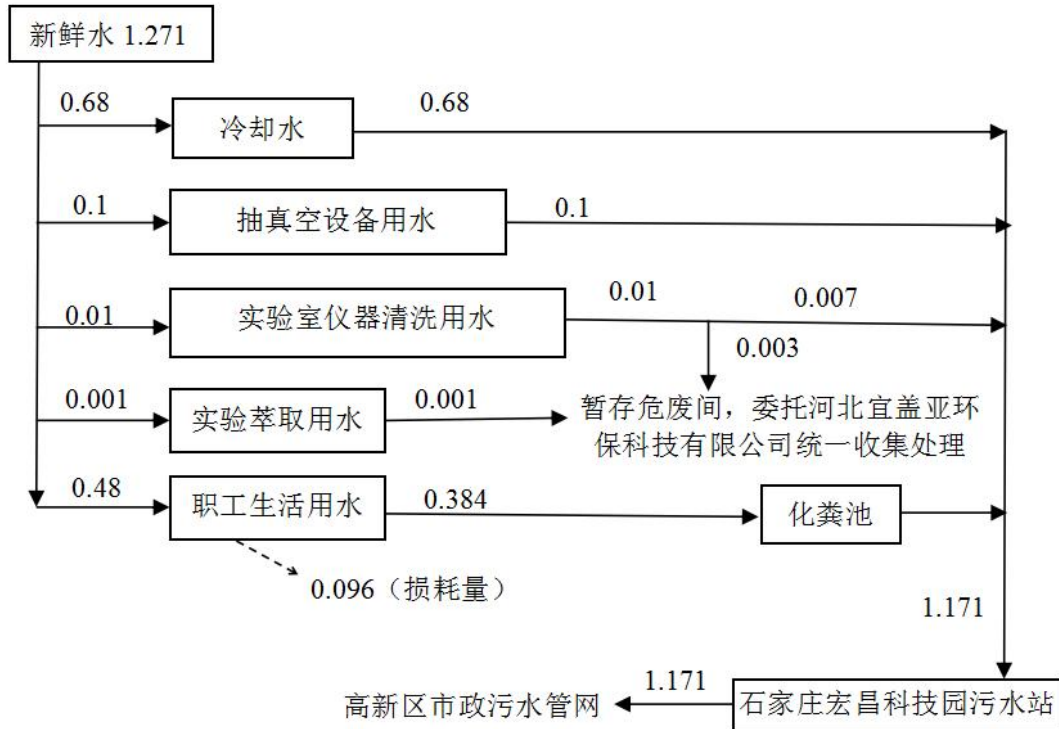 新鲜水 1.271
0.68
冷却水
0.68
0.1
抽真空设备用水
0.1
0.01
实验室仪器清洗用水
0.01
0.007
0.003
0.001
实验萃取用水
0.001
暂存危废间，委托河北宜盖亚环
保科技有限公司统一收集处理
0.48
职工生活用水
0.384
化粪池
0.096（损耗量）
1.171
高新区市政污水管网
1.171
石家庄宏昌科技园污水站